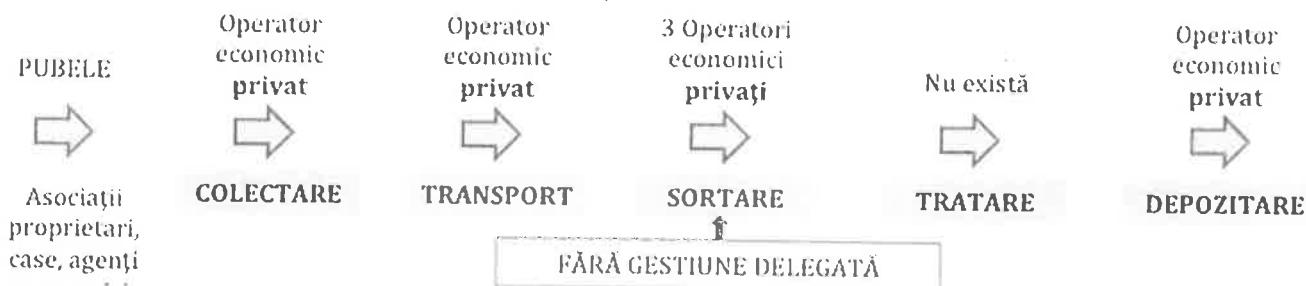 PUBELE
Asociații
proprietari,
case, agenți
Operator
economic
privat
COLECTARE
Operator
economic
privat
TRANSPORT
3 Operatori
economici
privați
SORTARE
FĂRĂ GESTIUNE DELEGATĂ
Nu există
TRATARE
Operator
economic
privat
DEPOZITARE